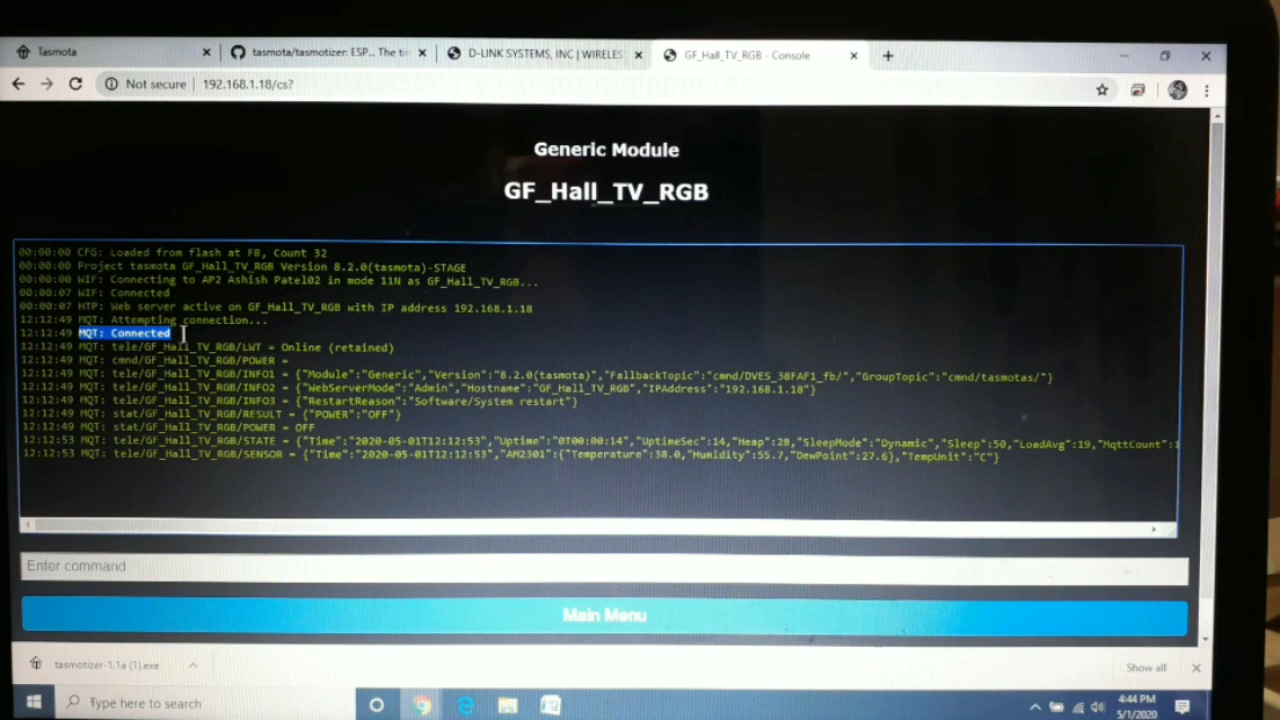 Tasmota
tasmota/tasmotizer: ESP... The
D-LINK SYSTEMS, INC | WIRELES
GF_Hall_TV_RGB - Console
Not secure
192.168.1.18/cs?
Generic Module
GF_Hall_TV_RGB
00:00:00 CFG: Loaded from flash at FB, Count 32
00:00:00 Project tasmota GF_Hall_TV_RGB Version 8.2.0(tasmota)-STAGE
00:00:00 WIF: Connecting to AP2 Ashish Patel02 in mode 11N as GF_Hall_TV_RGB...
00:00:07 WIF: Connected
00:00:07 HTP: Web server active on GF_Hall_TV_RGB with IP address 192.168.1.18
12:12:49 MQT: Attempting connection...
12:12:49 MQT: Connected
12:12:49 MQT: tele/GF_Hall_TV_RGB/LWT = Online (retained)
12:12:49 MQT: cmnd/GF_Hall_TV_RGB/POWER =
12:12:49 MQT: tele/GF_Hall_TV_RGB/INFO1 = {"Module":"Generic","Version":"8.2.0(tasmota)","FallbackTopic":"cmnd/DVES_38FAF1_fb/","GroupTopic":"cmnd/tasmotas/"}
12:12:49 MQT: tele/GF_Hall_TV_RGB/INFO2 = {"WebServerMode":"Admin","Hostname":"GF_Hall_TV_RGB","IPAddress":"192.168.1.18"}
12:12:49 MQT: tele/GF_Hall_TV_RGB/INFO3 = {"RestartReason":"Software/System restart"}
12:12:49 MQT: stat/GF_Hall_TV_RGB/RESULT = {"POWER":"OFF"}
12:12:49 MQT: stat/GF_Hall_TV_RGB/POWER = OFF
12:12:53 MQT: tele/GF_Hall_TV_RGB/STATE = {"Time":"2020-05-01T12:12:53","Uptime":"0T00:00:14","UptimeSec":14,"Heap":28,"SleepMode":"Dynamic","Sleep":50,"LoadAvg":19,"MqttCount":1
12:12:53 MQT: tele/GF_Hall_TV_RGB/SENSOR = {"Time":"2020-05-01T12:12:53","AM2301":{"Temperature":38.0,"Humidity":55.7,"DewPoint":27.6},"TempUnit":"C"}
Enter command
Main Menu
tasmotizer-1.1a (1).exe
Show all
Type here to search
4:44 PM
5/1/2020